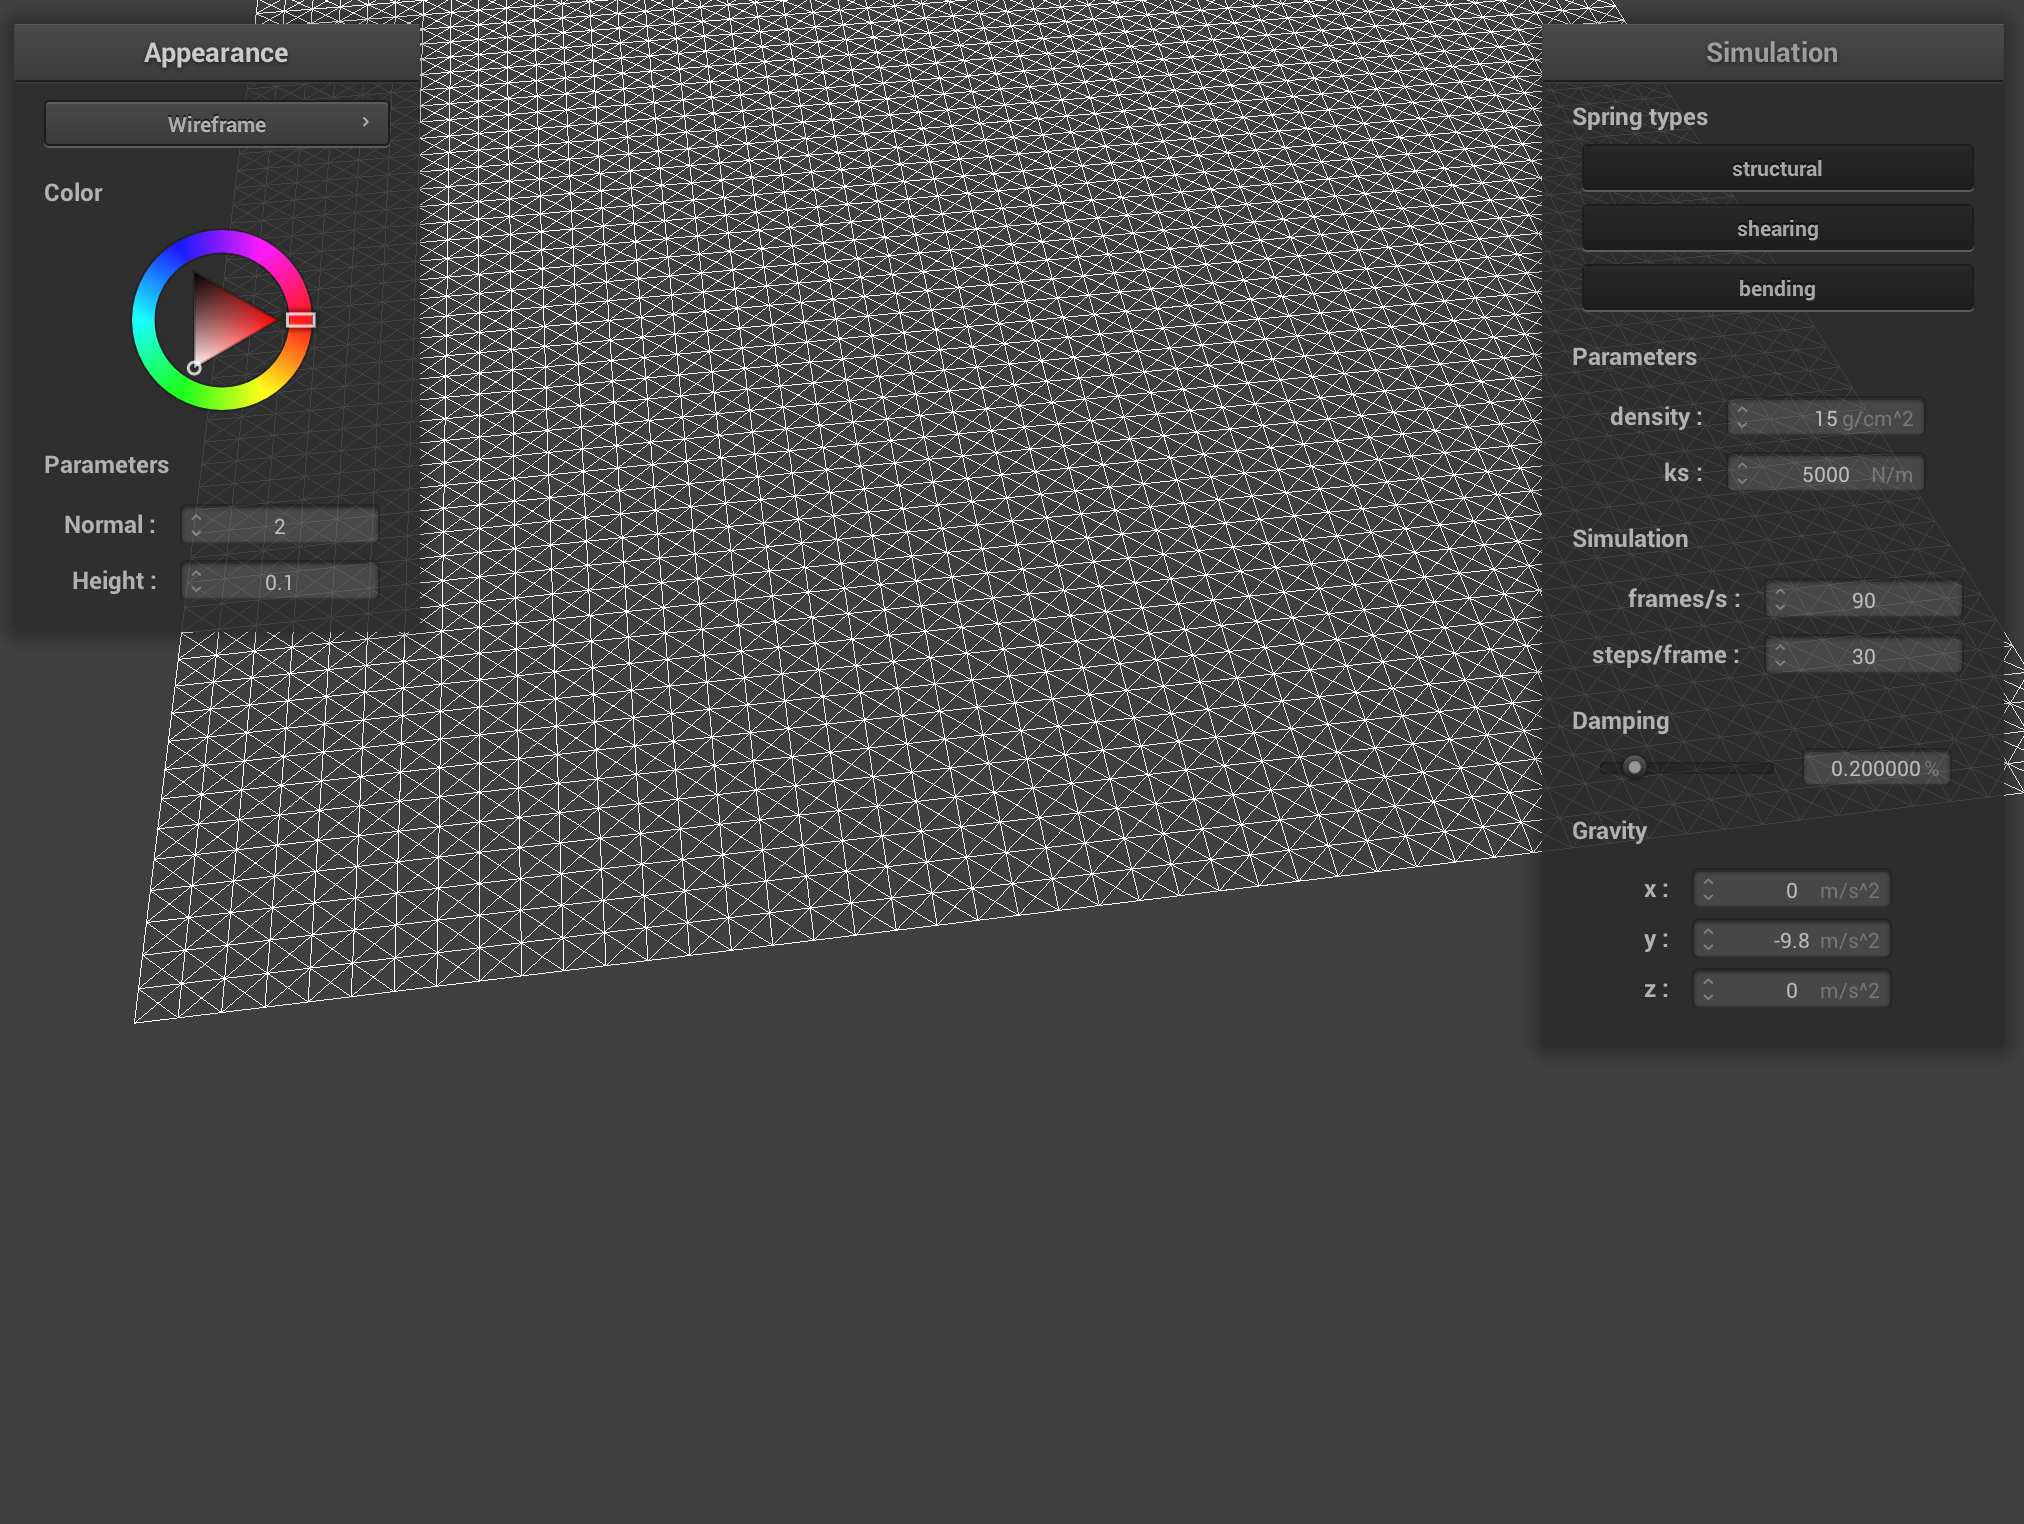 Appearance
Wireframe
Color
Parameters
Normal : 2
Height : 0.1
Simulation
Spring types
structural
shearing
bending
Parameters
density : 15 g/cm^2
ks : 5000 N/m
Simulation
frames/s : 90
steps/frame : 30
Damping
0.200000 %
Gravity
x : 0 m/s^2
y : -9.8 m/s^2
z : 0 m/s^2